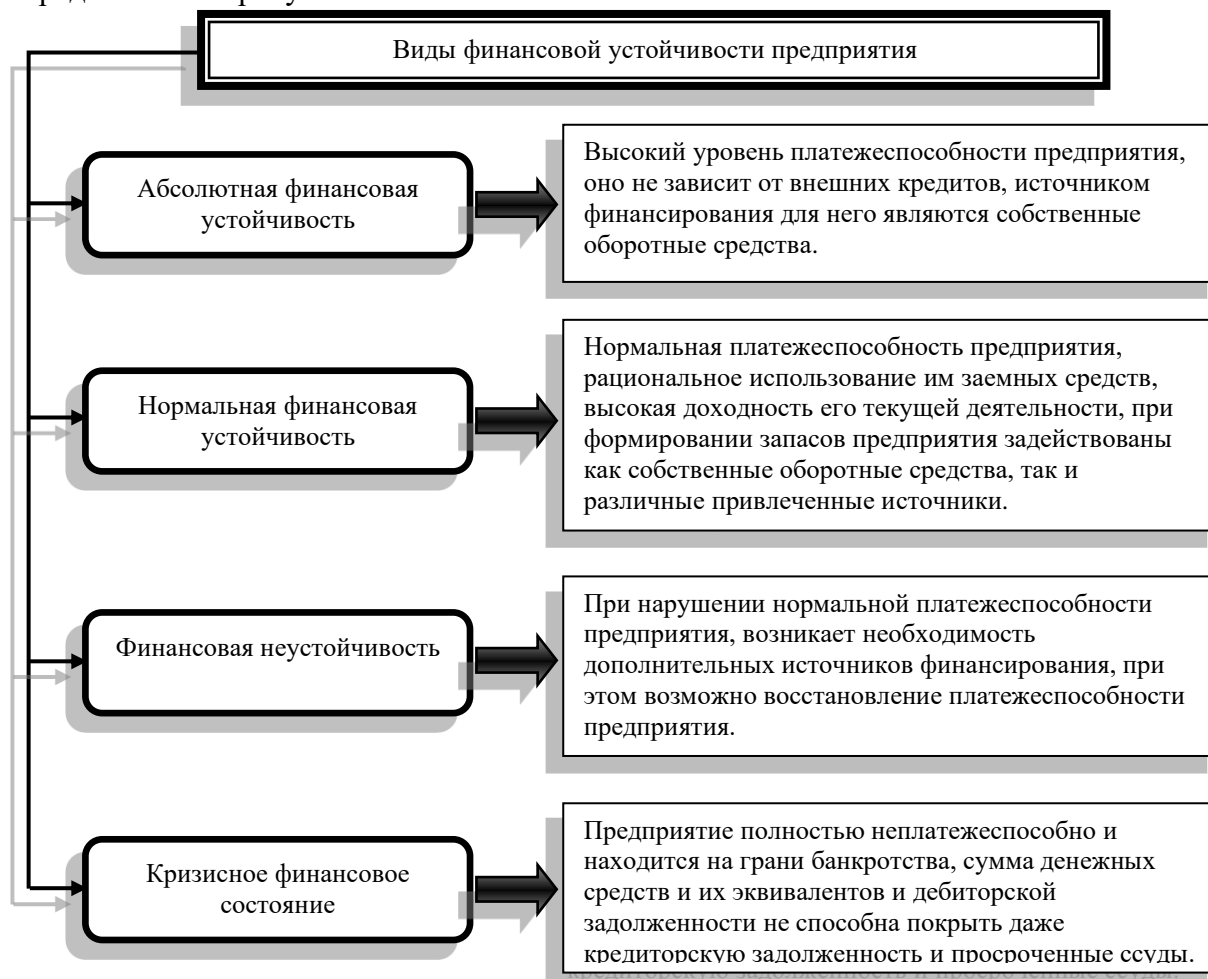 Виды финансовой устойчивости предприятия
Абсолютная финансовая
устойчивость
Высокий уровень платежеспособности предприятия,
оно не зависит от внешних кредитов, источником
финансирования для него являются собственные
оборотные средства.
Нормальная финансовая
устойчивость
Нормальная платежеспособность предприятия,
рациональное использование им заемных средств,
высокая доходность его текущей деятельности, при
формировании запасов предприятия задействованы
как собственные оборотные средства, так и
различные привлеченные источники.
Финансовая неустойчивость
При нарушении нормальной платежеспособности
предприятия, возникает необходимость
дополнительных источников финансирования, при
этом возможно восстановление платежеспособности
предприятия.
Кризисное финансовое
состояние
Предприятие полностью неплатежеспособно и
находится на грани банкротства, сумма денежных
средств и их эквивалентов и дебиторской
задолженности не способна покрыть даже
кредиторскую задолженность и просроченные ссуды.